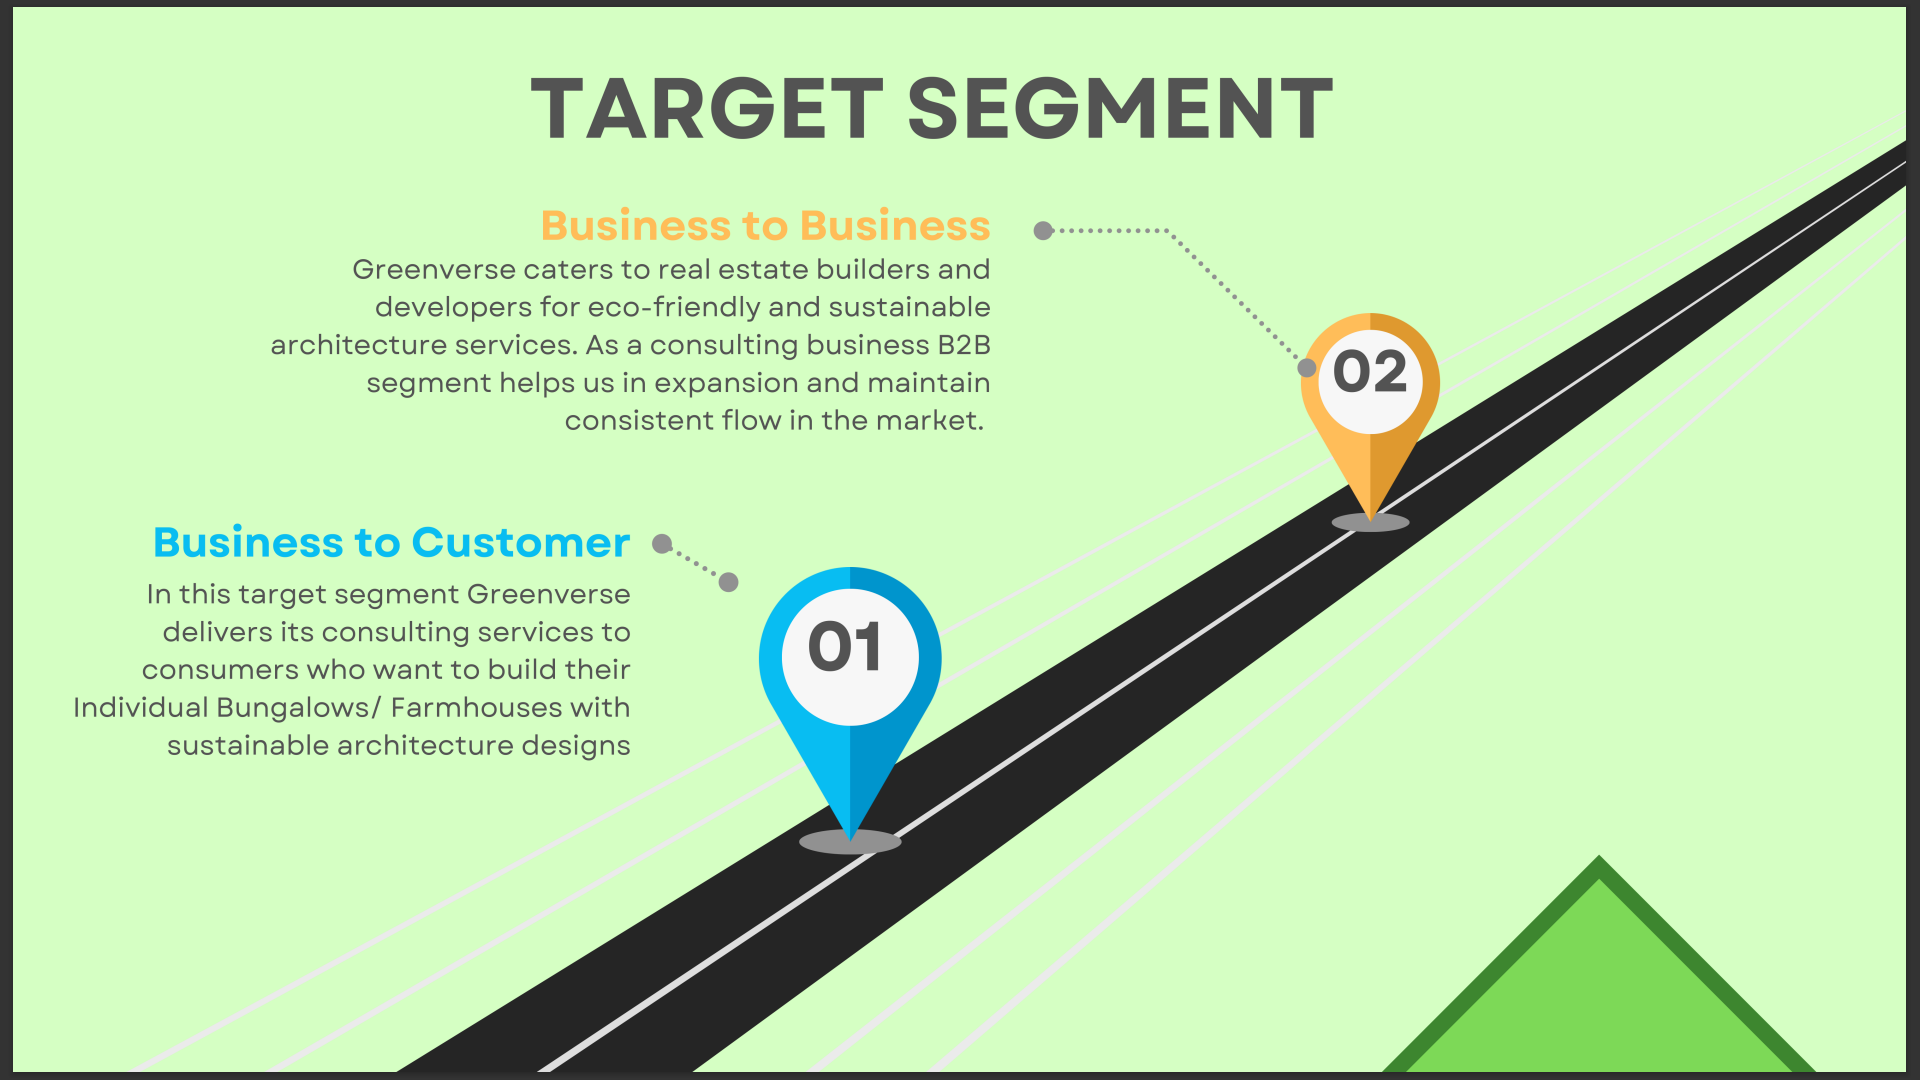 TARGET SEGMENT
Business to Business
Greenverse caters to real estate builders and
developers for eco-friendly and sustainable
architecture services. As a consulting business B2B
segment helps us in expansion and maintain
consistent flow in the market.
02
Business to Customer
In this target segment Greenverse
delivers its consulting services to
consumers who want to build their
Individual Bungalows/ Farmhouses with
sustainable architecture designs
01